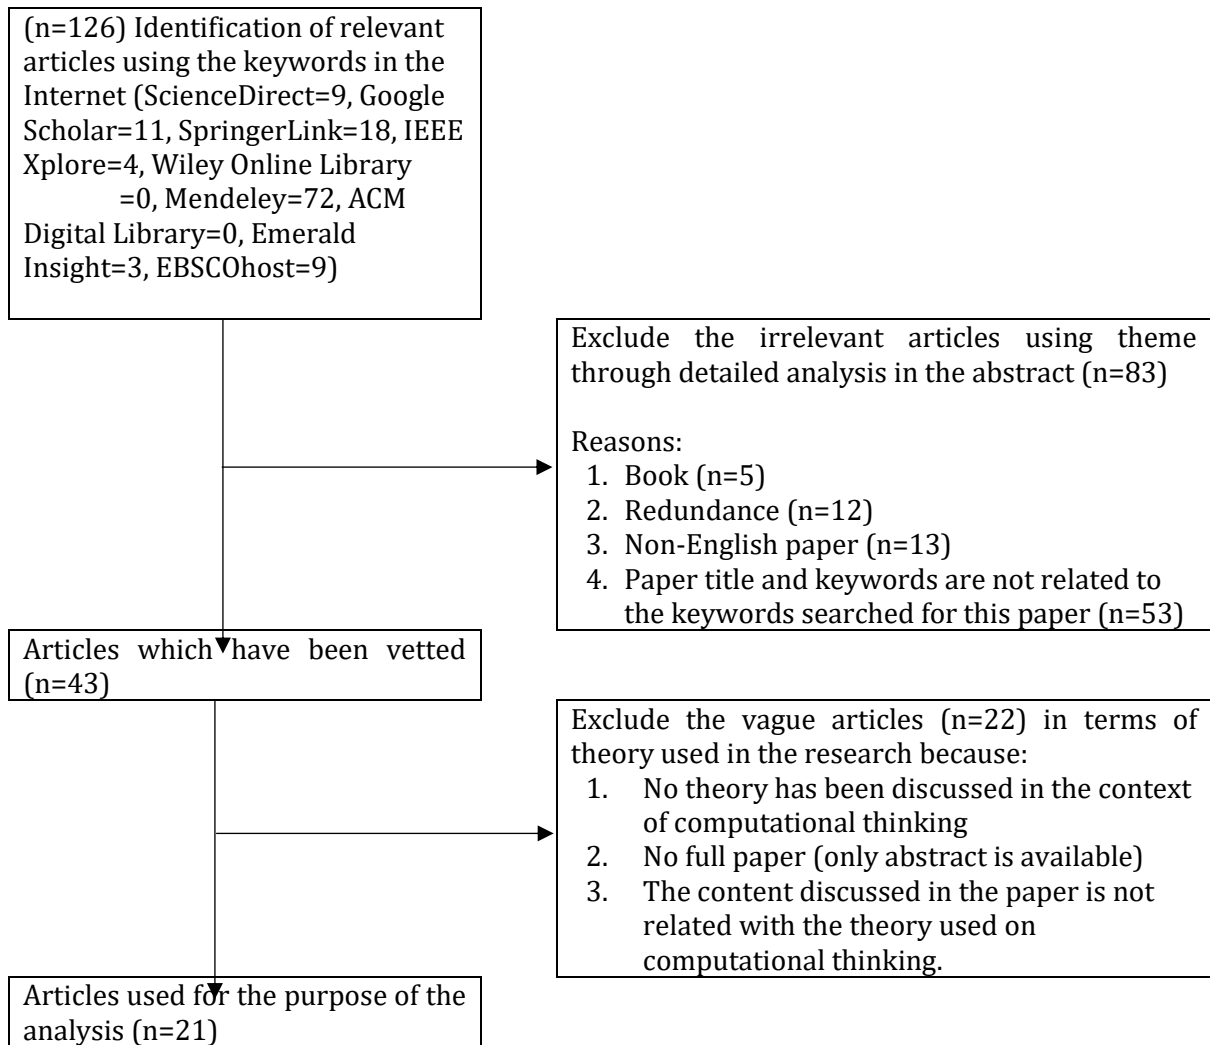 (n=126) Identification of relevant
articles using the keywords in the
Internet (ScienceDirect=9, Google
Scholar=11, SpringerLink=18, IEEE
Xplore=4, Wiley Online Library
=0, Mendeley=72, ACM
Digital Library=0, Emerald
Insight=3, EBSCOhost=9)
Exclude the irrelevant articles using theme
through detailed analysis in the abstract (n=83)
Reasons:
1. Book (n=5)
2. Redundance (n=12)
3. Non-English paper (n=13)
4. Paper title and keywords are not related to
the keywords searched for this paper (n=53)
Articles which have been vetted
(n=43)
Exclude the vague articles (n=22) in terms of
theory used in the research because:
1. No theory has been discussed in the context
of computational thinking
2. No full paper (only abstract is available)
3. The content discussed in the paper is not
related with the theory used on
computational thinking.
Articles used for the purpose of the
analysis (n=21)